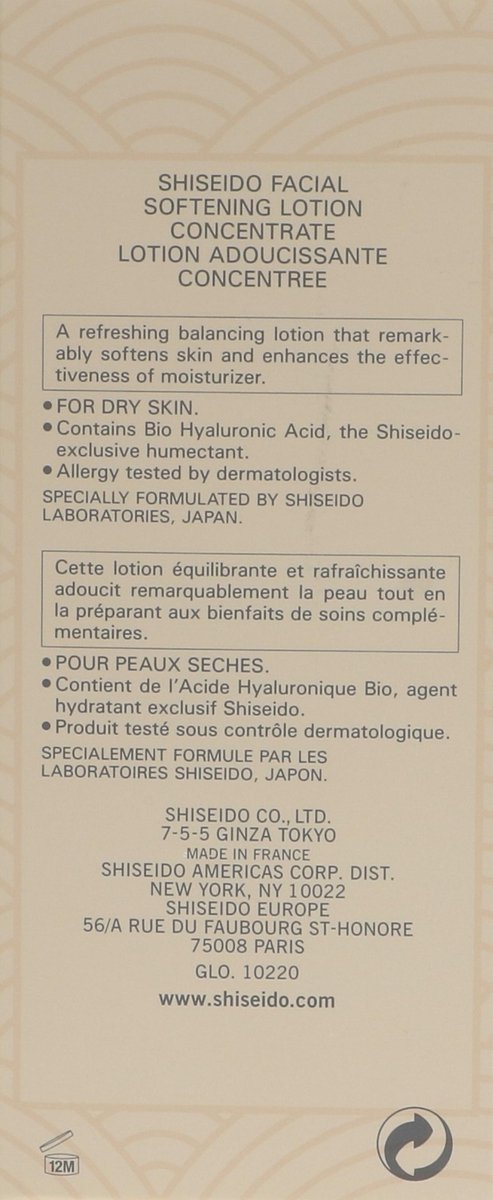 SHISEIDO FACIAL
SOFTENING LOTION
CONCENTRATE
LOTION ADOUCISSANTE
CONCENTREE
A refreshing balancing lotion that remark-
ably softens skin and enhances the effec-
tiveness of moisturizer.
● FOR DRY SKIN.
● Contains Bio Hyaluronic Acid, the Shiseido-
exclusive humectant.
● Allergy tested by dermatologists.
SPECIALLY FORMULATED BY SHISEIDO
LABORATORIES, JAPAN.
Cette lotion équilibrante et rafraîchissante
adoucit remarquablement la peau tout en
la préparant aux bienfaits de soins complé-
mentaires.
● POUR PEAUX SECHES.
● Contient de l'Acide Hyaluronique Bio, agent
hydratant exclusif Shiseido.
● Produit testé sous contrôle dermatologique.
SPECIALEMENT FORMULE PAR LES
LABORATOIRES SHISEIDO, JAPON.
SHISEIDO CO., LTD.
7-5-5 GINZA TOKYO
MADE IN FRANCE
SHISEIDO AMERICAS CORP. DIST.
NEW YORK, NY 10022
SHISEIDO EUROPE
56/A RUE DU FAUBOURG ST-HONORE
75008 PARIS
GLO. 10220
www.shiseido.com
12M